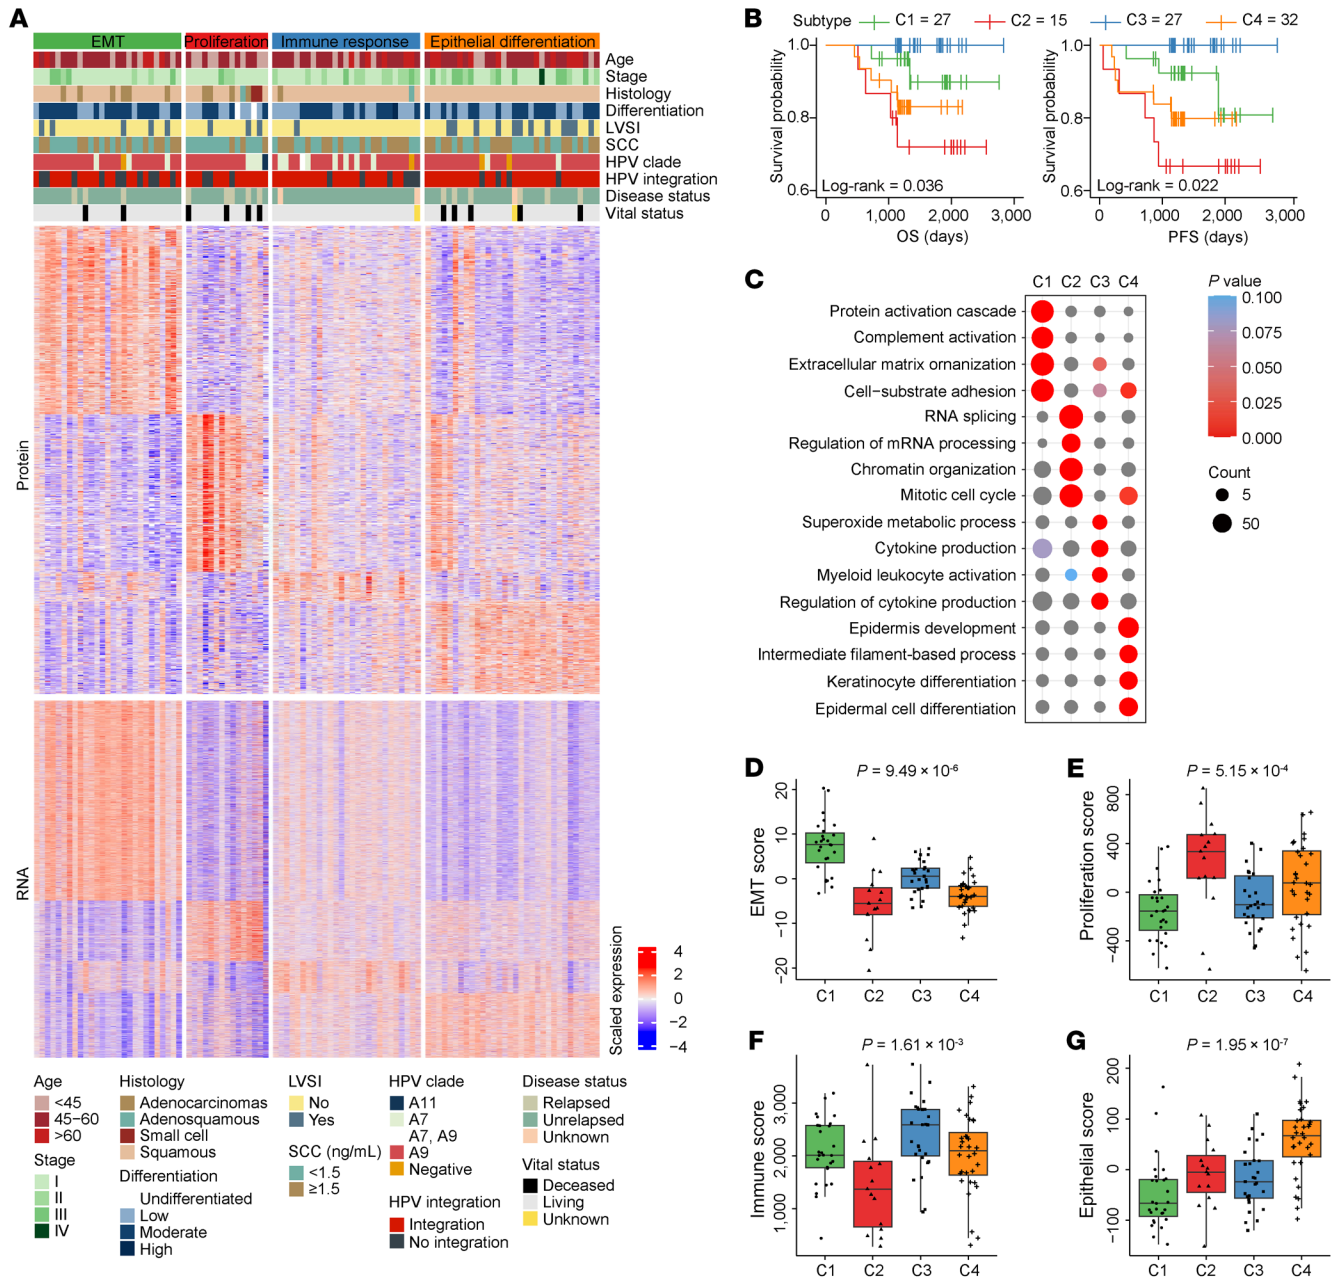 A
EMT
Proliferation
Immune response
Epithelial differentiation
Age
Stage
Histology
Differentiation
LVSI
SCC
HPV clade
HPV integration
Disease status
Vital status
Protein
RNA
Scaled expression
4
2
0
−2
−4
Age
<45
45−60
>60
Stage
I
II
III
IV
Histology
Adenocarcinomas
Adenosquamous
Small cell
Squamous
Differentiation
Undifferentiated
Low
Moderate
High
LVSI
No
Yes
SCC (ng/mL)
<1.5
≥1.5
HPV clade
A11
A7
A7, A9
A9
Negative
HPV integration
Integration
No integration
Disease status
Relapsed
Unrelapsed
Unknown
Vital status
Deceased
Living
Unknown
B
Subtype C1 = 27 C2 = 15 C3 = 27 C4 = 32
Survival probability
1.0
0.8
0.6
Log-rank = 0.036
0 1,000 2,000 3,000
OS (days)
Survival probability
1.0
0.8
0.6
Log-rank = 0.022
0 1,000 2,000 3,000
PFS (days)
C
C1 C2 C3 C4
Protein activation cascade
Complement activation
Extracellular matrix ornanization
Cell−substrate adhesion
RNA splicing
Regulation of mRNA processing
Chromatin organization
Mitotic cell cycle
Superoxide metabolic process
Cytokine production
Myeloid leukocyte activation
Regulation of cytokine production
Epidermis development
Intermediate filament-based process
Keratinocyte differentiation
Epidermal cell differentiation
P value
0.100
0.075
0.050
0.025
0.000
Count
5
50
D
P = 9.49 × 10-6
EMT score
20
10
0
−10
−20
C1 C2 C3 C4
E
P = 5.15 × 10-4
Proliferation score
800
400
0
−400
C1 C2 C3 C4
F
P = 1.61 × 10-3
Immune score
3,000
2,000
1,000
C1 C2 C3 C4
G
P = 1.95 × 10-7
Epithelial score
200
100
0
−100
C1 C2 C3 C4